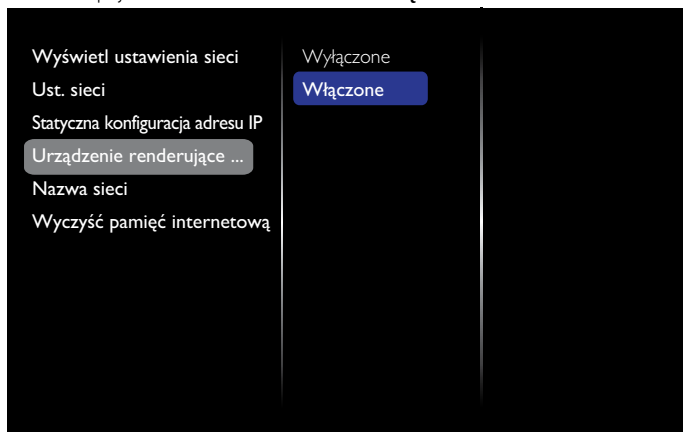 Wyświetl ustawienia sieci
Ust. sieci
Statyczna konfiguracja adresu IP
Urządzenie renderujące ...
Nazwa sieci
Wyczyść pamięć internetową
Wyłączone
Włączone